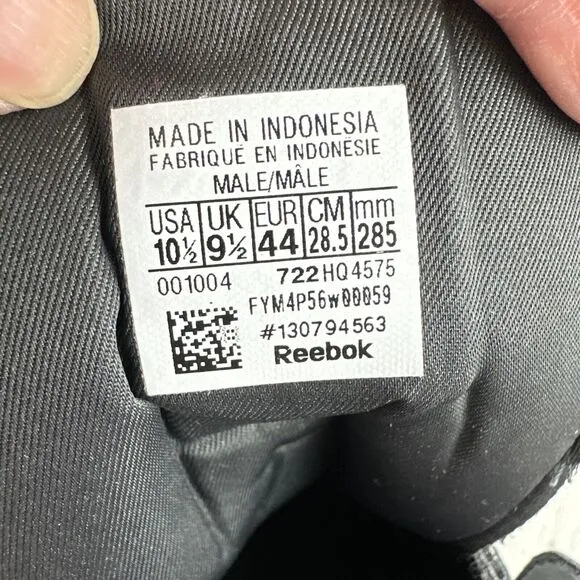 MADE IN INDONESIA
FABRIQUÉ EN INDONÉSIE
MALE/MÂLE
USA UK EUR CM mm
10½ 9½ 44 28.5 285
001004 722HQ4575
FYM4P56w00059
#130794563
Reebok